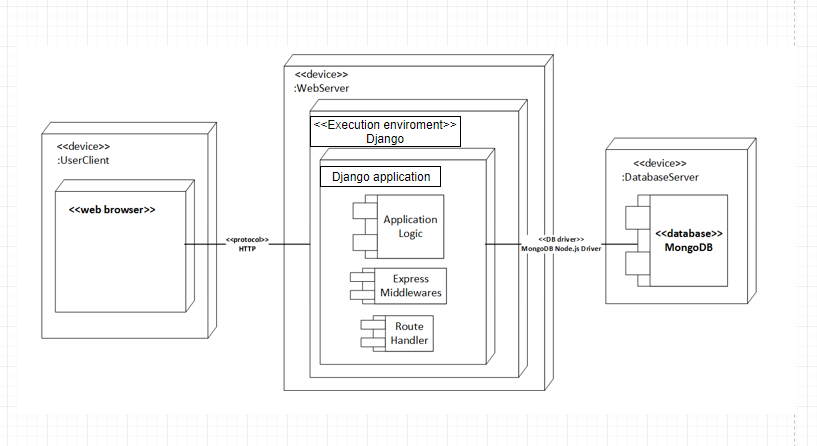 <<device>>
:UserClient
<<web browser>>
<<protocol>>
HTTP
<<device>>
:WebServer
<<Execution enviroment>>
Django
Django application
Application
Logic
Express
Middlewares
Route
Handler
<<DB driver>>
MongoDB Node.js Driver
<<device>>
:DatabaseServer
<<database>>
MongoDB